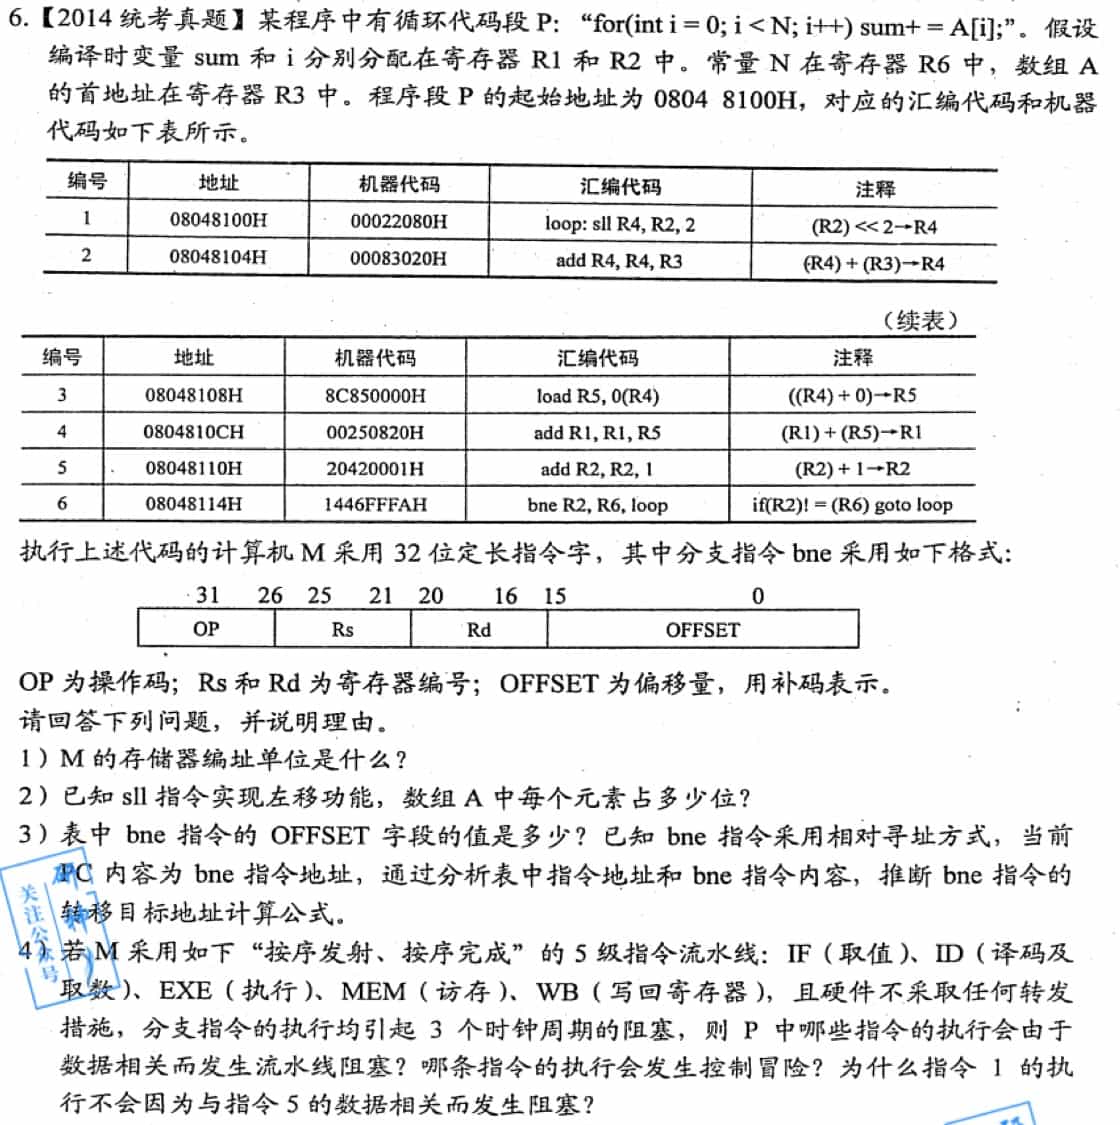 6.【2014 统考真题】某程序中有循环代码段 P：“for(int i = 0; i < N; i++) sum+ = A[i];”。假设
编译时变量 sum 和 i 分别分配在寄存器 R1 和 R2 中。常量 N 在寄存器 R6 中，数组 A
的首地址在寄存器 R3 中。程序段 P 的起始地址为 0804 8100H，对应的汇编代码和机器
代码如下表所示。
编号 地址 机器代码 汇编代码 注释
1 08048100H 00022080H loop: sll R4, R2, 2 (R2) << 2→R4
2 08048104H 00083020H add R4, R4, R3 (R4) + (R3)→R4
（续表）
编号 地址 机器代码 汇编代码 注释
3 08048108H 8C850000H load R5, 0(R4) ((R4) + 0)→R5
4 0804810CH 00250820H add R1, R1, R5 (R1) + (R5)→R1
5 08048110H 20420001H add R2, R2, 1 (R2) + 1→R2
6 08048114H 1446FFFAH bne R2, R6, loop if(R2)! = (R6) goto loop
执行上述代码的计算机 M 采用 32 位定长指令字，其中分支指令 bne 采用如下格式：
31 26 25 21 20 16 15 0
OP Rs Rd OFFSET
OP 为操作码；Rs 和 Rd 为寄存器编号；OFFSET 为偏移量，用补码表示。
请回答下列问题，并说明理由。
1）M 的存储器编址单位是什么？
2）已知 sll 指令实现左移功能，数组 A 中每个元素占多少位？
3）表中 bne 指令的 OFFSET 字段的值是多少？已知 bne 指令采用相对寻址方式，当前
PC 内容为 bne 指令地址，通过分析表中指令地址和 bne 指令内容，推断 bne 指令的
转移目标地址计算公式。
4）若 M 采用如下“按序发射、按序完成”的 5 级指令流水线：IF（取值）、ID（译码及
取数）、EXE（执行）、MEM（访存）、WB（写回寄存器），且硬件不采取任何转发
措施，分支指令的执行均引起 3 个时钟周期的阻塞，则 P 中哪些指令的执行会由于
数据相关而发生流水线阻塞？哪条指令的执行会发生控制冒险？为什么指令 1 的执
行不会因为与指令 5 的数据相关而发生阻塞？
关注公众号